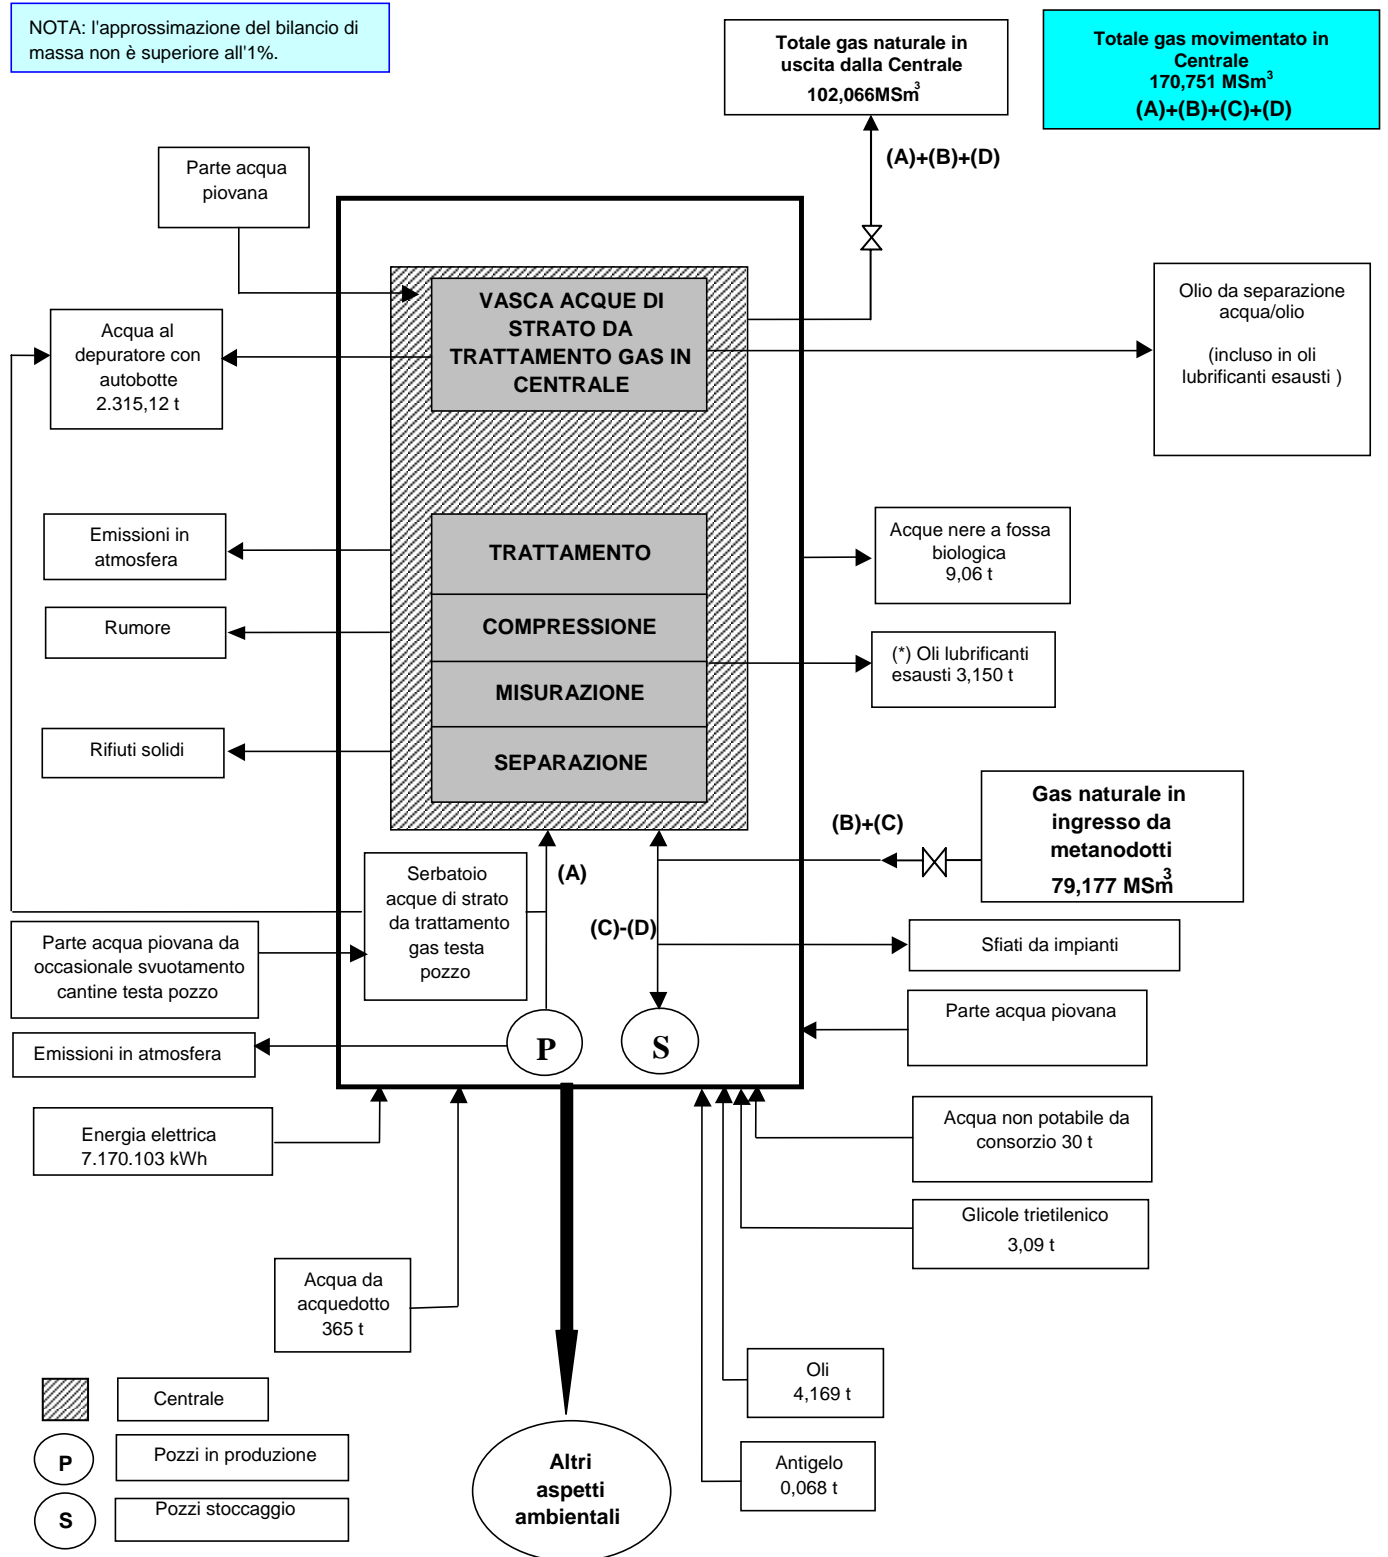 NOTA: l'approssimazione del bilancio di
massa non è superiore all'1%.
Totale gas naturale in
uscita dalla Centrale
102,066MSm3
Totale gas movimentato in
Centrale
170,751 MSm3
(A)+(B)+(C)+(D)
(A)+(B)+(D)
Parte acqua
piovana
VASCA ACQUE DI
STRATO DA
TRATTAMENTO GAS IN
CENTRALE
Acqua al
depuratore con
autobotte
2.315,12 t
Olio da separazione
acqua/olio
(incluso in oli
lubrificanti esausti )
Emissioni in
atmosfera
TRATTAMENTO
Acque nere a fossa
biologica
9,06 t
Rumore
COMPRESSIONE
(*) Oli lubrificanti
esausti 3,150 t
MISURAZIONE
Rifiuti solidi
SEPARAZIONE
Gas naturale in
ingresso da
metanodotti
79,177 MSm3
(B)+(C)
(A)
Serbatoio
acque di strato
da trattamento
gas testa
pozzo
(C)-(D)
Parte acqua piovana da
occasionale svuotamento
cantine testa pozzo
Sfiati da impianti
Parte acqua piovana
Emissioni in atmosfera
P
S
Energia elettrica
7.170.103 kWh
Acqua non potabile da
consorzio 30 t
Glicole trietilenico
3,09 t
Acqua da
acquedotto
365 t
Oli
4,169 t
Centrale
P
Pozzi in produzione
Altri
aspetti
ambientali
Antigelo
0,068 t
S
Pozzi stoccaggio